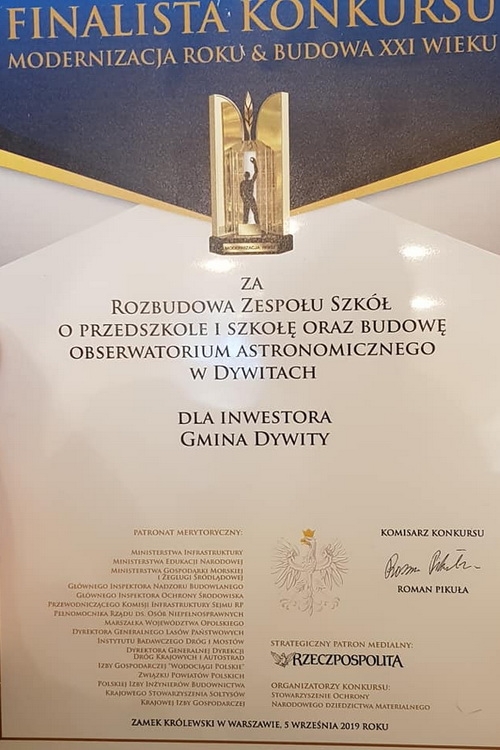 FINALISTA KONKURSU
MODERNIZACJA ROKU & BUDOWA XXI WIEKU
MODERNIZACJA ROKU
ZA
ROZBUDOWA ZESPOŁU SZKÓŁ
O PRZEDSZKOLE I SZKOŁĘ ORAZ BUDOWĘ
OBSERWATORIUM ASTRONOMICZNEGO
W DYWITACH
DLA INWESTORA
GMINA DYWITY
PATRONAT MERYTORYCZNY:
MINISTERSTWA INFRASTRUKTURY
MINISTERSTWA EDUKACJI NARODOWEJ
MINISTERSTWA GOSPODARKI MORSKIEJ
I ŻEGLUGI ŚRÓDLĄDOWEJ
GŁÓWNEGO INSPEKTORA NADZORU BUDOWLANEGO
GŁÓWNEGO INSPEKTORA OCHRONY ŚRODOWISKA
PRZEWODNICZĄCEGO KOMISJI INFRASTRUKTURY SEJMU RP
PEŁNOMOCNIKA RZĄDU DS. OSÓB NIEPEŁNOSPRAWNYCH
MARSZAŁKA WOJEWÓDZTWA OPOLSKIEGO
DYREKTORA GENERALNEGO LASÓW PAŃSTWOWYCH
INSTYTUTU BADAWCZEGO DRÓG I MOSTÓW
DYREKTORA GENERALNEJ DYREKCJI
DRÓG KRAJOWYCH I AUTOSTRAD
IZBY GOSPODARCZEJ "WODOCIĄGI POLSKIE"
ZWIĄZKU POWIATÓW POLSKICH
POLSKIEJ IZBY INŻYNIERÓW BUDOWNICTWA
KRAJOWEGO STOWARZYSZENIA SOŁTYSÓW
KRAJOWEJ IZBY GOSPODARCZEJ
KOMISARZ KONKURSU
Roman Pikuła
ROMAN PIKUŁA
STRATEGICZNY PATRON MEDIALNY:
RZECZPOSPOLITA
ORGANIZATORZY KONKURSU:
STOWARZYSZENIE OCHRONY
NARODOWEGO DZIEDZICTWA MATERIALNEGO
ZAMEK KRÓLEWSKI W WARSZAWIE, 5 WRZEŚNIA 2019 ROKU